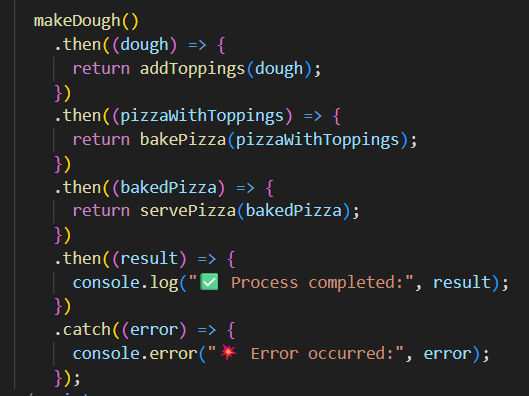 makeDough()
  .then((dough) => {
    return addToppings(dough);
  })
  .then((pizzaWithToppings) => {
    return bakePizza(pizzaWithToppings);
  })
  .then((bakedPizza) => {
    return servePizza(bakedPizza);
  })
  .then((result) => {
    console.log("✅ Process completed:", result);
  })
  .catch((error) => {
    console.error("💥 Error occurred:", error);
  });